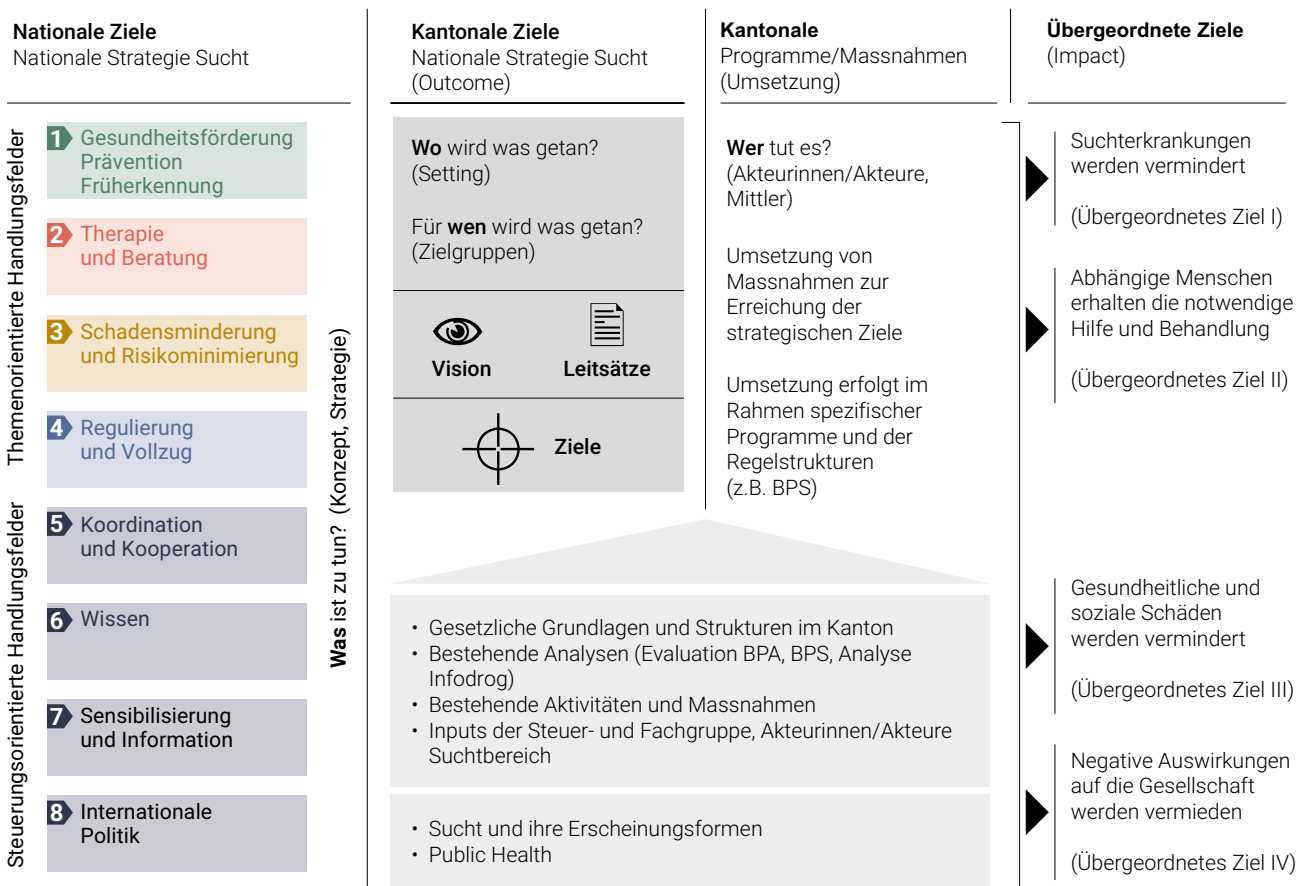 Nationale Ziele
Nationale Strategie Sucht
Kantonale Ziele
Nationale Strategie Sucht
(Outcome)
Kantonale
Programme/Massnahmen
(Umsetzung)
Übergeordnete Ziele
(Impact)
Themenorientierte Handlungsfelder
1 Gesundheitsförderung
Prävention
Früherkennung
2 Therapie
und Beratung
3 Schadensminderung
und Risikominimierung
4 Regulierung
und Vollzug
Steuerungsorientierte Handlungsfelder
5 Koordination
und Kooperation
6 Wissen
7 Sensibilisierung
und Information
8 Internationale
Politik
Was ist zu tun? (Konzept, Strategie)
Wo wird was getan?
(Setting)
Für wen wird was getan?
(Zielgruppen)
Vision
Leitsätze
Ziele
Wer tut es?
(Akteurinnen/Akteure,
Mittler)
Umsetzung von
Massnahmen zur
Erreichung der
strategischen Ziele
Umsetzung erfolgt im
Rahmen spezifischer
Programme und der
Regelstrukturen
(z.B. BPS)
• Gesetzliche Grundlagen und Strukturen im Kanton
• Bestehende Analysen (Evaluation BPA, BPS, Analyse
Infodrog)
• Bestehende Aktivitäten und Massnahmen
• Inputs der Steuer- und Fachgruppe, Akteurinnen/Akteure
Suchtbereich
• Sucht und ihre Erscheinungsformen
• Public Health
Suchterkrankungen
werden vermindert
(Übergeordnetes Ziel I)
Abhängige Menschen
erhalten die notwendige
Hilfe und Behandlung
(Übergeordnetes Ziel II)
Gesundheitliche und
soziale Schäden
werden vermindert
(Übergeordnetes Ziel III)
Negative Auswirkungen
auf die Gesellschaft
werden vermieden
(Übergeordnetes Ziel IV)